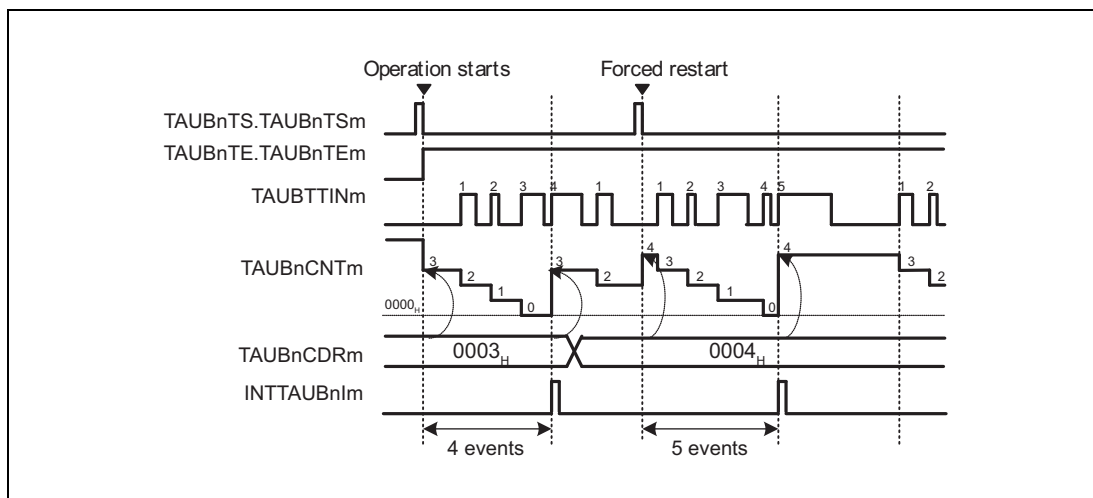 Operation starts Forced restart
TAUBnTS.TAUBnTSm
TAUBnTE.TAUBnTEm
1 2 3 4 1 1 2 3 4 5 1 2
TAUBTTINm
TAUBnCNTm
3 2 1 0 3 2 4 3 2 1 0 4 3 2
0000H
TAUBnCDRm 0003H 0004H
INTTAUBnIm
4 events 5 events